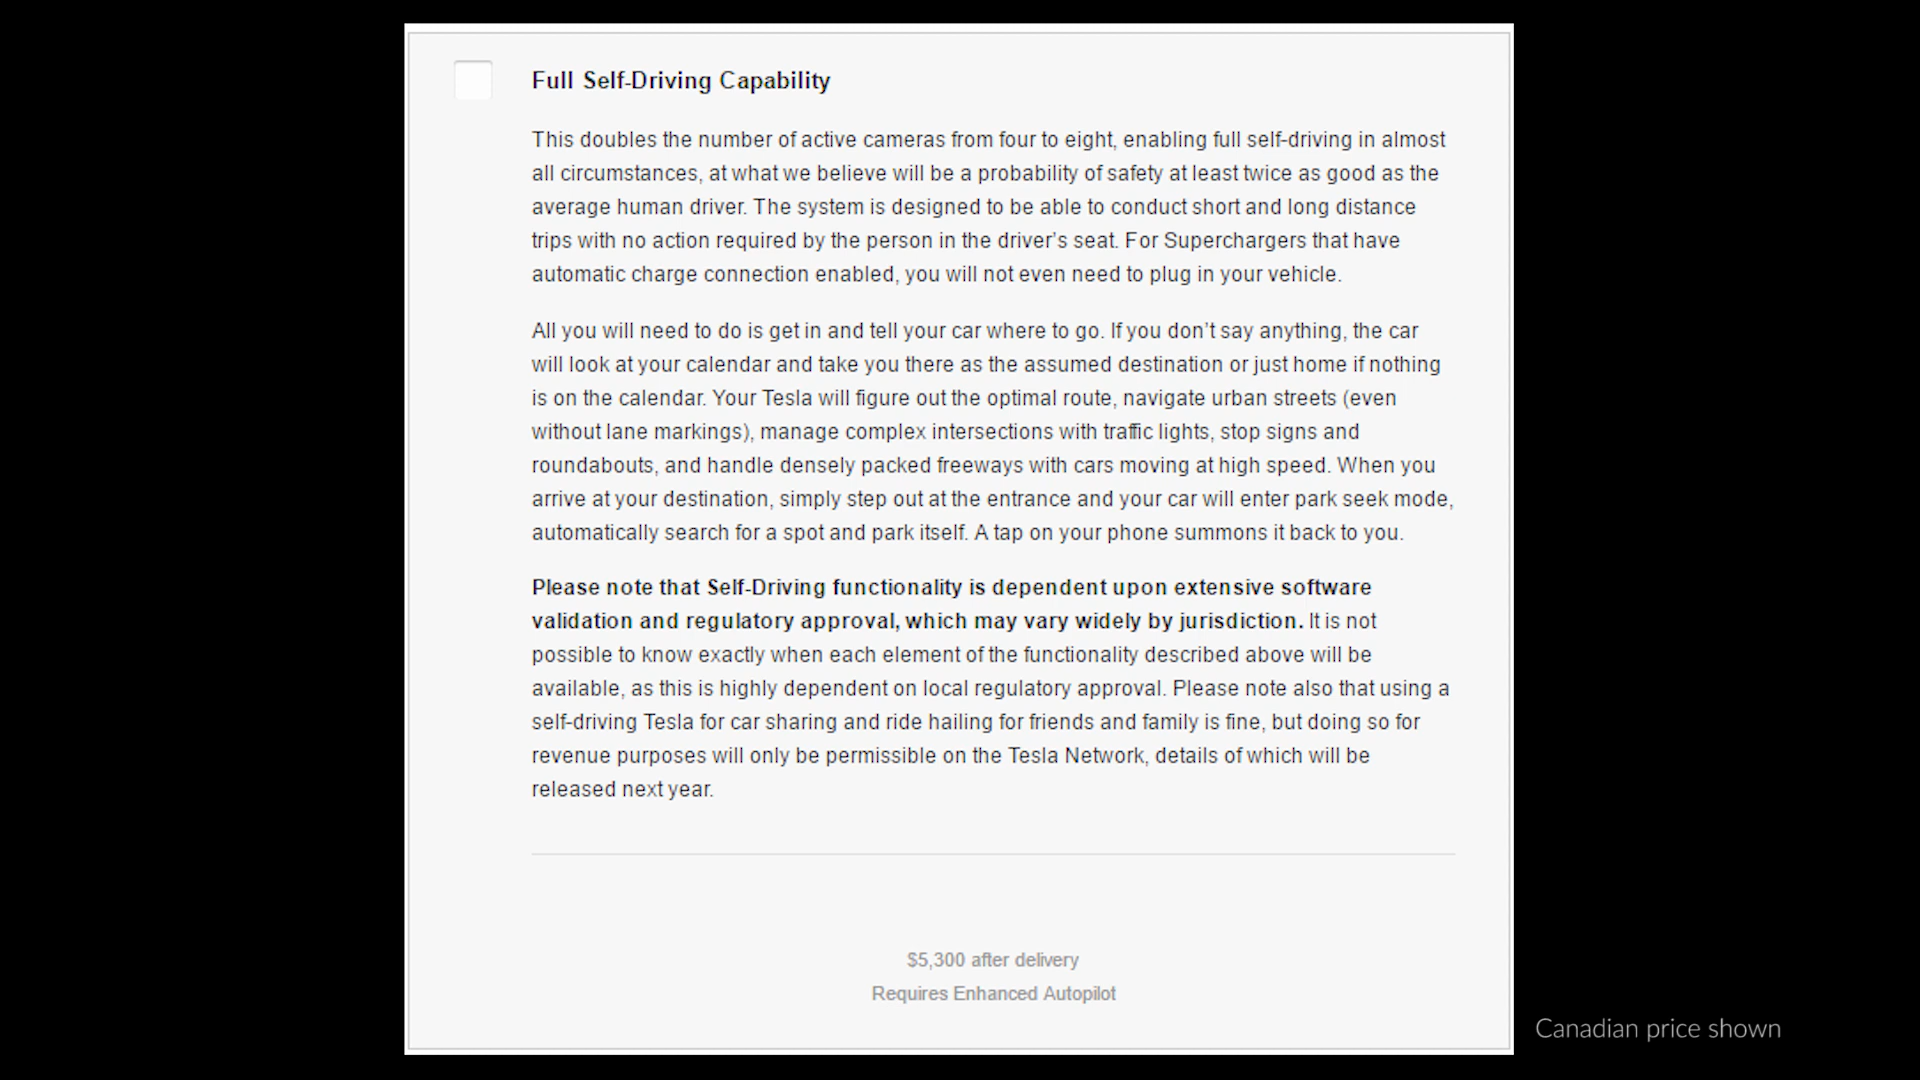 Full Self-Driving Capability
This doubles the number of active cameras from four to eight, enabling full self-driving in almost
all circumstances, at what we believe will be a probability of safety at least twice as good as the
average human driver. The system is designed to be able to conduct short and long distance
trips with no action required by the person in the driver’s seat. For Superchargers that have
automatic charge connection enabled, you will not even need to plug in your vehicle.
All you will need to do is get in and tell your car where to go. If you don’t say anything, the car
will look at your calendar and take you there as the assumed destination or just home if nothing
is on the calendar. Your Tesla will figure out the optimal route, navigate urban streets (even
without lane markings), manage complex intersections with traffic lights, stop signs and
roundabouts, and handle densely packed freeways with cars moving at high speed. When you
arrive at your destination, simply step out at the entrance and your car will enter park seek mode,
automatically search for a spot and park itself. A tap on your phone summons it back to you.
Please note that Self-Driving functionality is dependent upon extensive software
validation and regulatory approval, which may vary widely by jurisdiction. It is not
possible to know exactly when each element of the functionality described above will be
available, as this is highly dependent on local regulatory approval. Please note also that using a
self-driving Tesla for car sharing and ride hailing for friends and family is fine, but doing so for
revenue purposes will only be permissible on the Tesla Network, details of which will be
released next year.
$5,300 after delivery
Requires Enhanced Autopilot
Canadian price shown